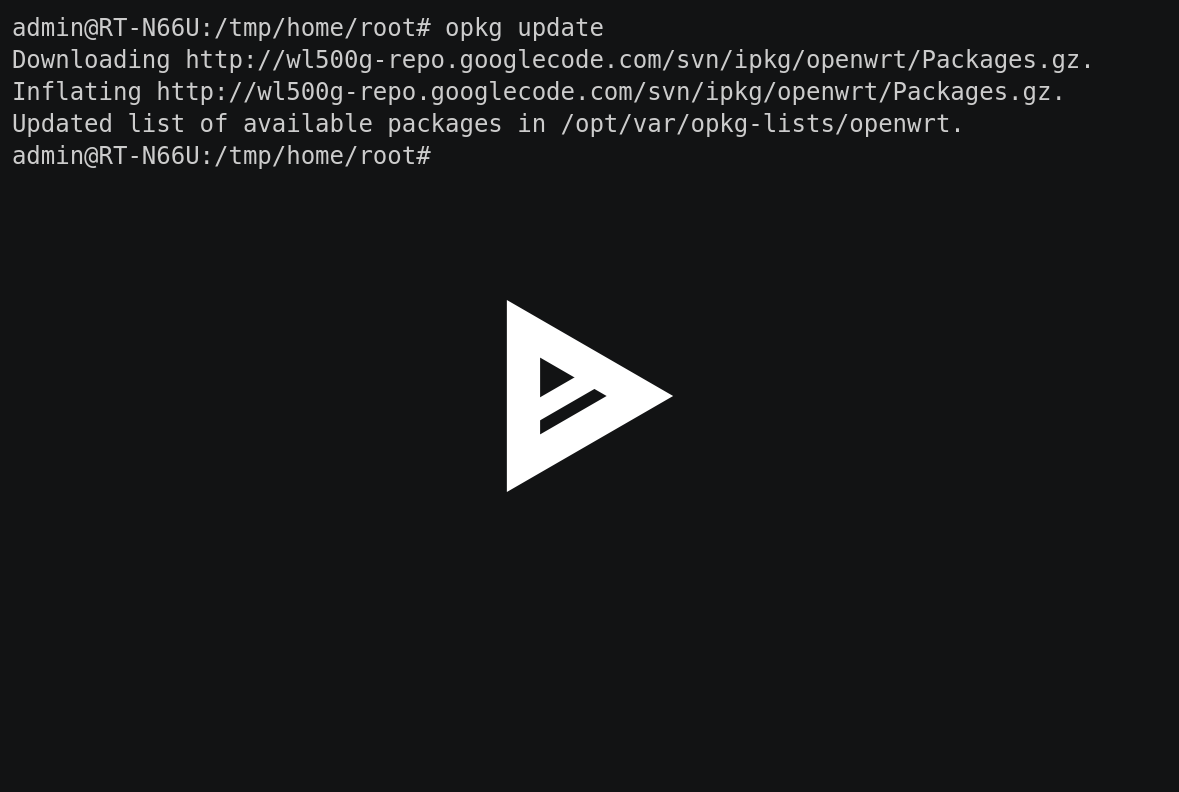 admin@RT-N66U:/tmp/home/root# opkg update
Downloading http://wl500g-repo.googlecode.com/svn/ipkg/openwrt/Packages.gz.
Inflating http://wl500g-repo.googlecode.com/svn/ipkg/openwrt/Packages.gz.
Updated list of available packages in /opt/var/opkg-lists/openwrt.
admin@RT-N66U:/tmp/home/root#